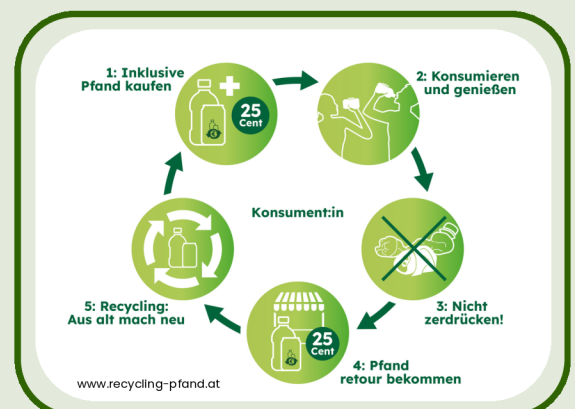 1: Inklusive
Pfand kaufen
25
Cent
2: Konsumieren
und genießen
Konsument:in
3: Nicht
zerdrücken!
4: Pfand
retour bekommen
25
Cent
5: Recycling:
Aus alt mach neu
www.recycling-pfand.at